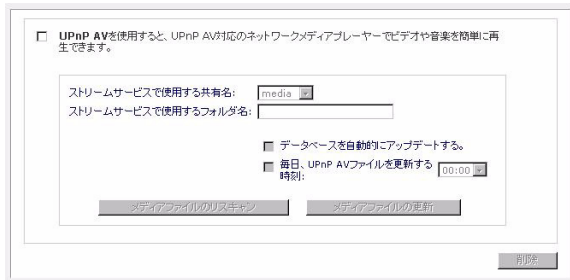 UPnP AVを使用すると、UPnP AV対応のネットワークメディアプレーヤーでビデオや音楽を簡単に再
生できます。
ストリームサービスで使用する共有名: media
ストリームサービスで使用するフォルダ名:
データベースを自動的にアップデートする。
毎日、UPnP AVファイルを更新する
時刻: 00:00
メディアファイルのリスキャン メディアファイルの更新
削除